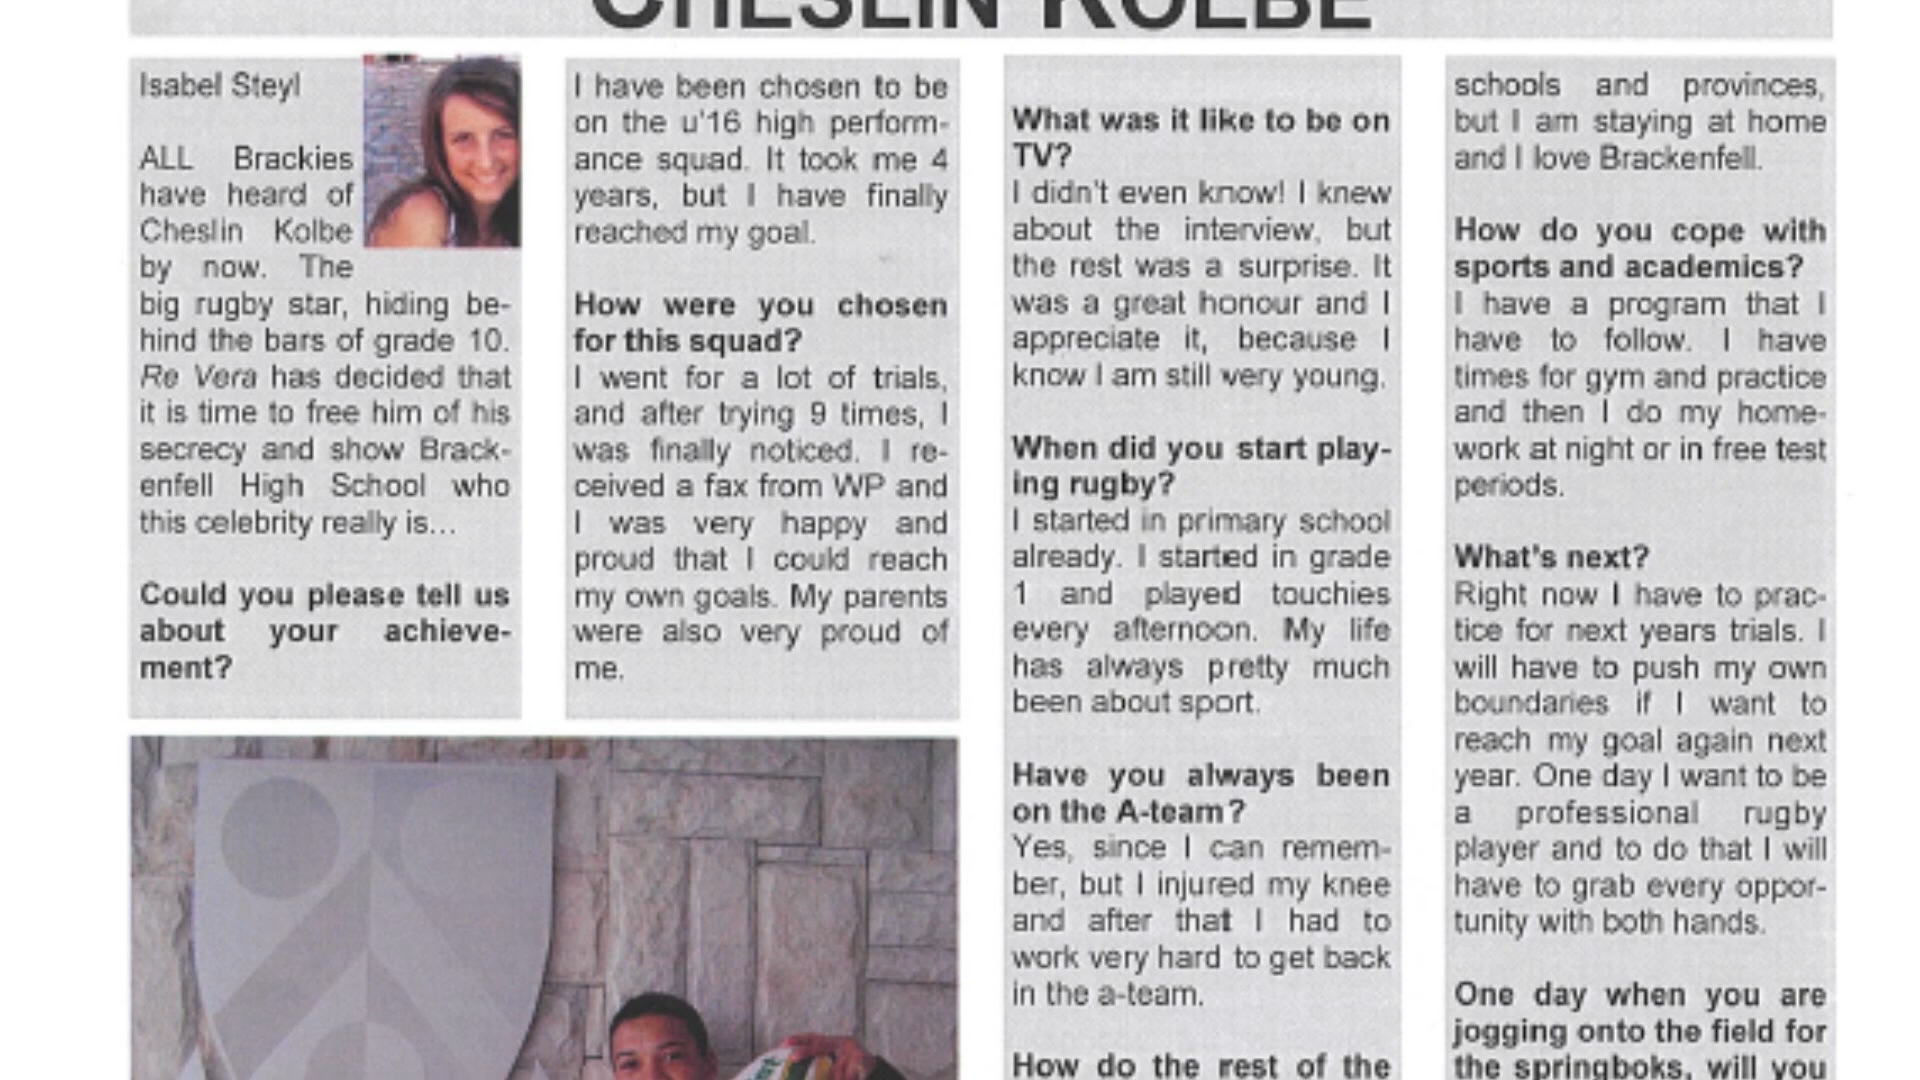 CHESLIN KOLBE
Isabel Steyl
ALL Brackies
have heard of
Cheslin Kolbe
by now. The
big rugby star, hiding be-
hind the bars of grade 10.
Re Vera has decided that
it is time to free him of his
secrecy and show Brack-
enfell High School who
this celebrity really is...
Could you please tell us
about your achieve-
ment?
I have been chosen to be
on the u'16 high perform-
ance squad. It took me 4
years, but I have finally
reached my goal.
How were you chosen
for this squad?
I went for a lot of trials,
and after trying 9 times, I
was finally noticed. I re-
ceived a fax from WP and
I was very happy and
proud that I could reach
my own goals. My parents
were also very proud of
me.
What was it like to be on
TV?
I didn't even know! I knew
about the interview, but
the rest was a surprise. It
was a great honour and I
appreciate it, because I
know I am still very young.
When did you start play-
ing rugby?
I started in primary school
already. I started in grade
1 and played touchies
every afternoon. My life
has always pretty much
been about sport.
Have you always been
on the A-team?
Yes, since I can remem-
ber, but I injured my knee
and after that I had to
work very hard to get back
in the a-team.
How do the rest of the
schools and provinces,
but I am staying at home
and I love Brackenfell.
How do you cope with
sports and academics?
I have a program that I
have to follow. I have
times for gym and practice
and then I do my home-
work at night or in free test
periods.
What's next?
Right now I have to prac-
tice for next years trials. I
will have to push my own
boundaries if I want to
reach my goal again next
year. One day I want to be
a professional rugby
player and to do that I will
have to grab every oppor-
tunity with both hands.
One day when you are
jogging onto the field for
the springboks, will you